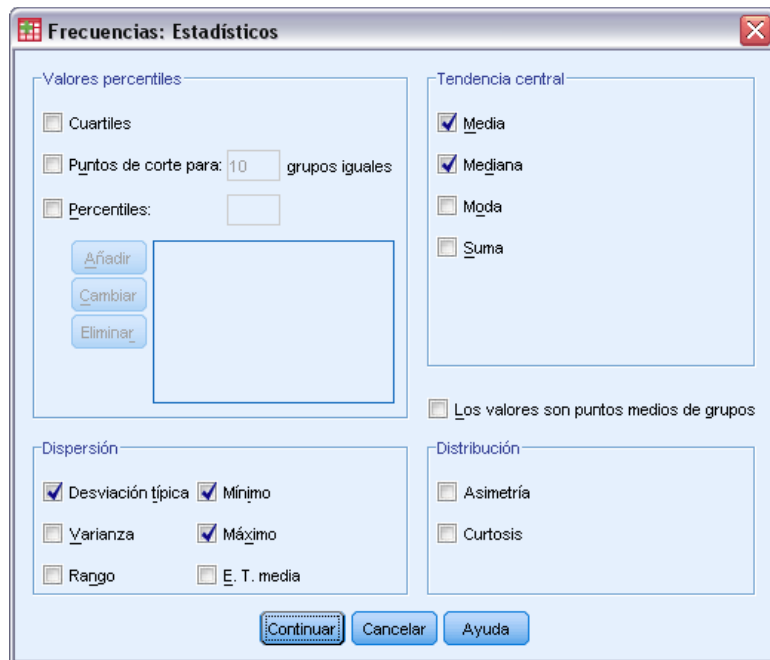 Frecuencias: Estadísticos
Valores percentiles
Cuartiles
Puntos de corte para: 10 grupos iguales
Percentiles:
Añadir
Cambiar
Eliminar
Tendencia central
Media
Mediana
Moda
Suma
Los valores son puntos medios de grupos
Dispersión
Desviación típica Mínimo
Varianza Máximo
Rango E. T. media
Distribución
Asimetría
Curtosis
Continuar Cancelar Ayuda